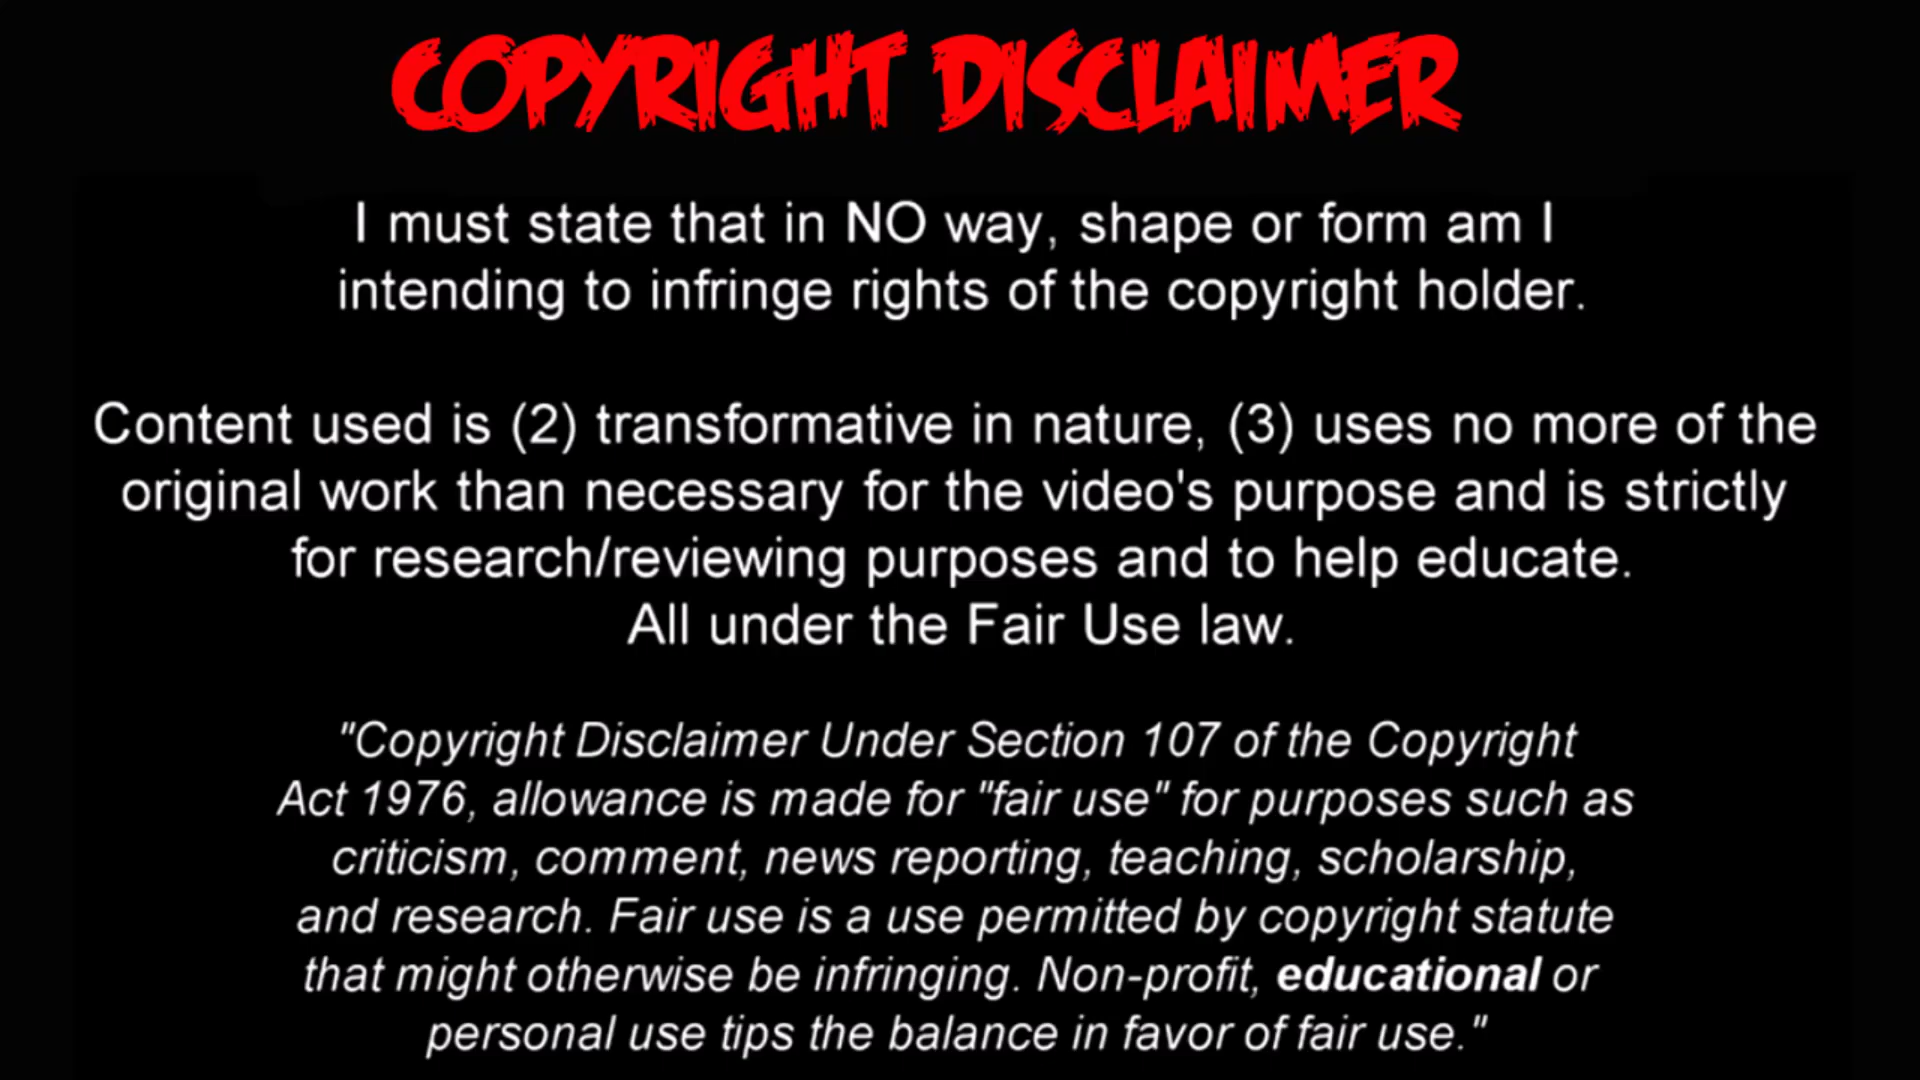 COPYRIGHT DISCLAIMER
I must state that in NO way, shape or form am I
intending to infringe rights of the copyright holder.
Content used is (2) transformative in nature, (3) uses no more of the
original work than necessary for the video's purpose and is strictly
for research/reviewing purposes and to help educate.
All under the Fair Use law.
"Copyright Disclaimer Under Section 107 of the Copyright
Act 1976, allowance is made for "fair use" for purposes such as
criticism, comment, news reporting, teaching, scholarship,
and research. Fair use is a use permitted by copyright statute
that might otherwise be infringing. Non-profit, educational or
personal use tips the balance in favor of fair use."